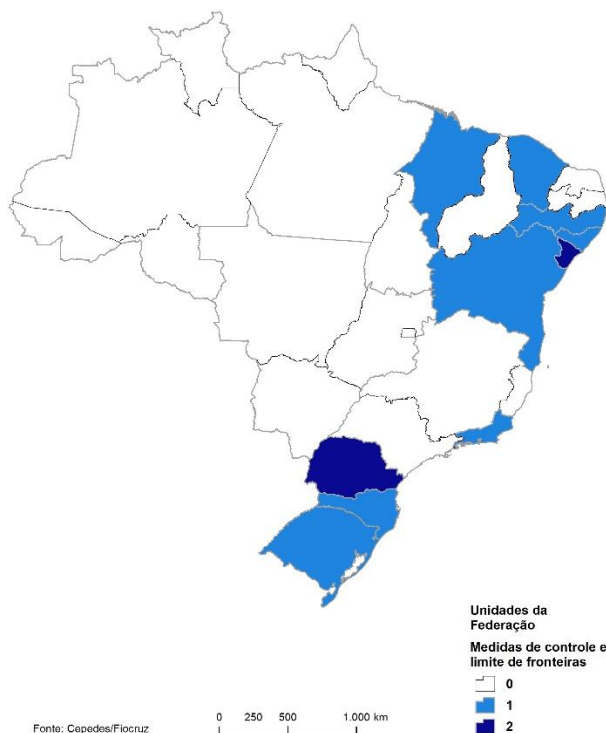 Unidades da
Federação
Medidas de controle e
limite de fronteiras
0
1
2
0 250 500 1.000 km
Fonte: Cepedes/Fiocruz